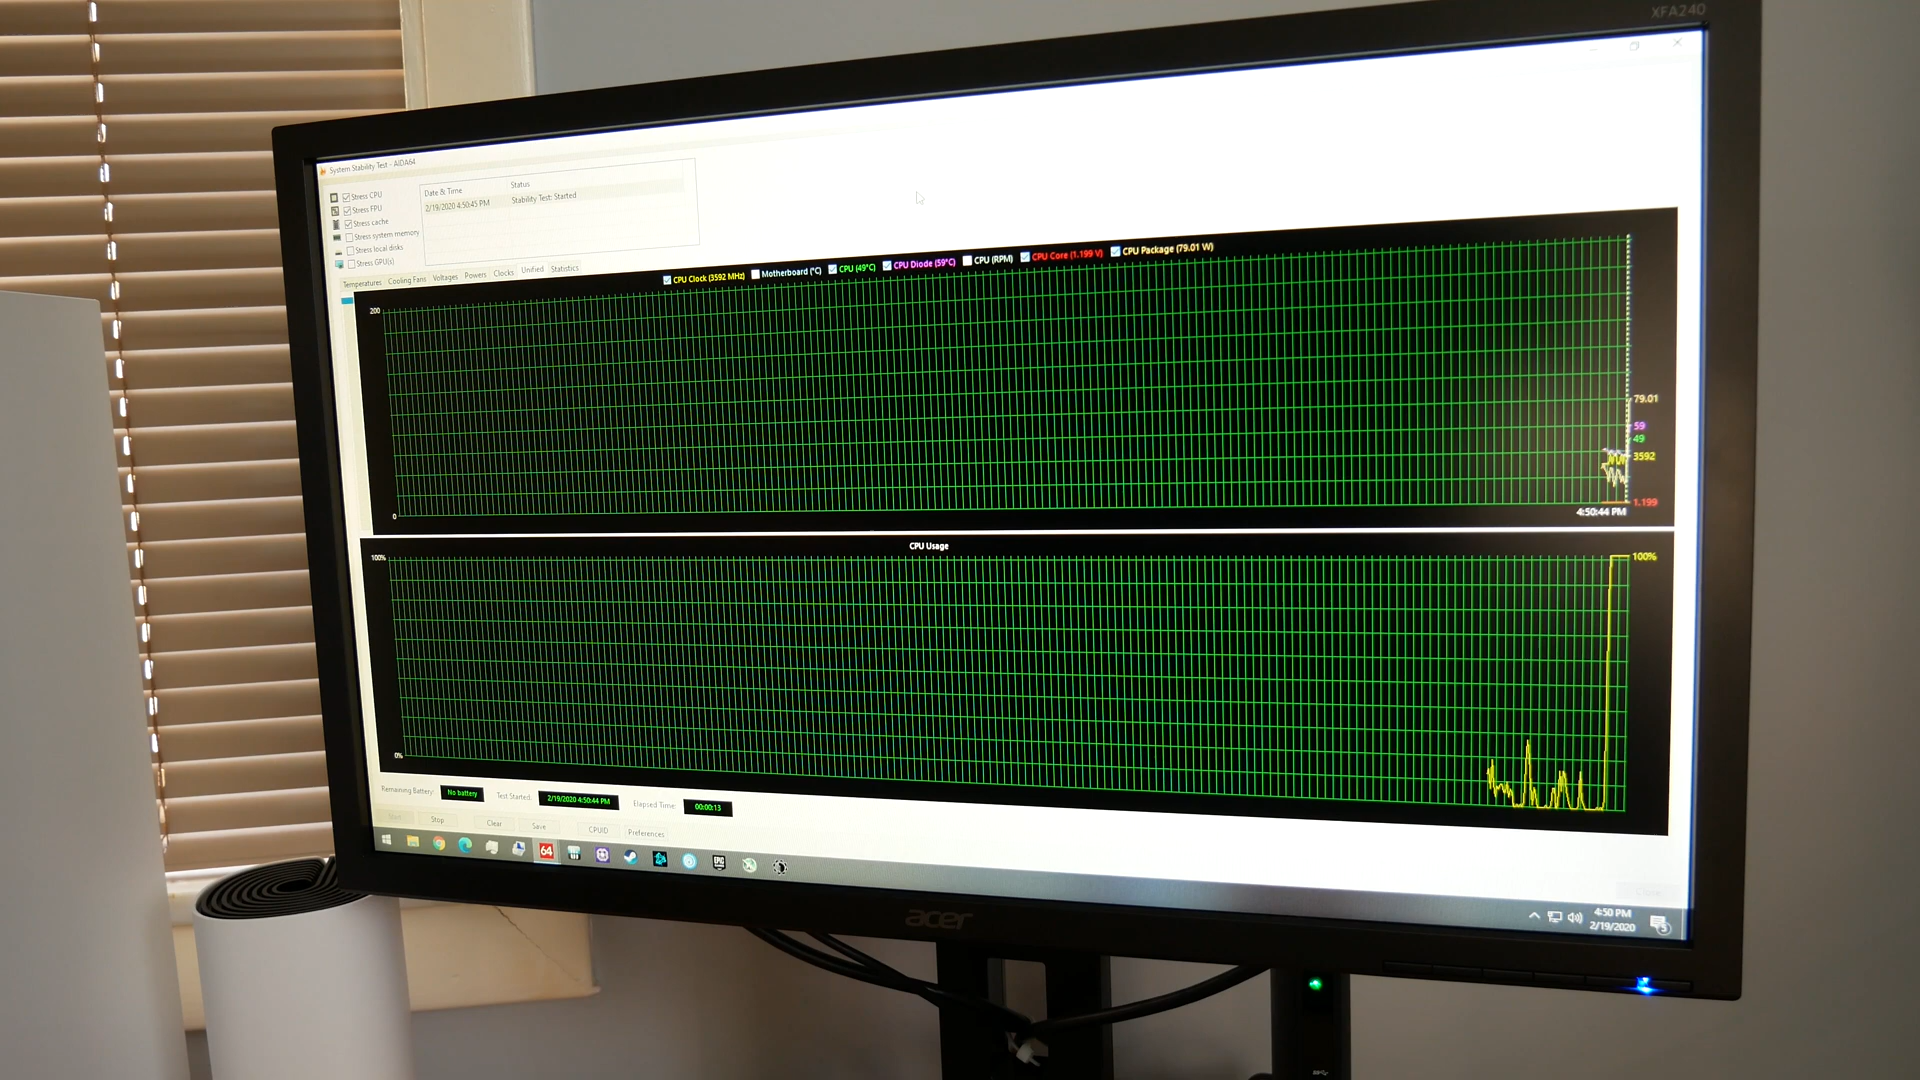 XFA240
System Stability Test - AIDA64
Stress CPU
Stress FPU
Stress cache
Stress system memory
Stress local disks
Stress GPU(s)
Date & Time Status
2/19/2020 4:50:45 PM Stability Test: Started
Temperatures Cooling Fans Voltages Powers Clocks Unified Statistics
CPU Clock (3592 MHz) Motherboard (°C) CPU (49°C) CPU Diode (59°C) CPU (RPM) CPU Core (1.199 V) CPU Package (79.01 W)
200
79.01
59
49
3592
1.199
0
4:50:44 PM
CPU Usage
100% 100%
0%
Remaining Battery: No battery Test Started: 2/19/2020 4:50:44 PM Elapsed Time: 00:00:13
Start Stop Clear Save CPUID Preferences
Close
64
EPIC
4:50 PM
2/19/2020
5
acer